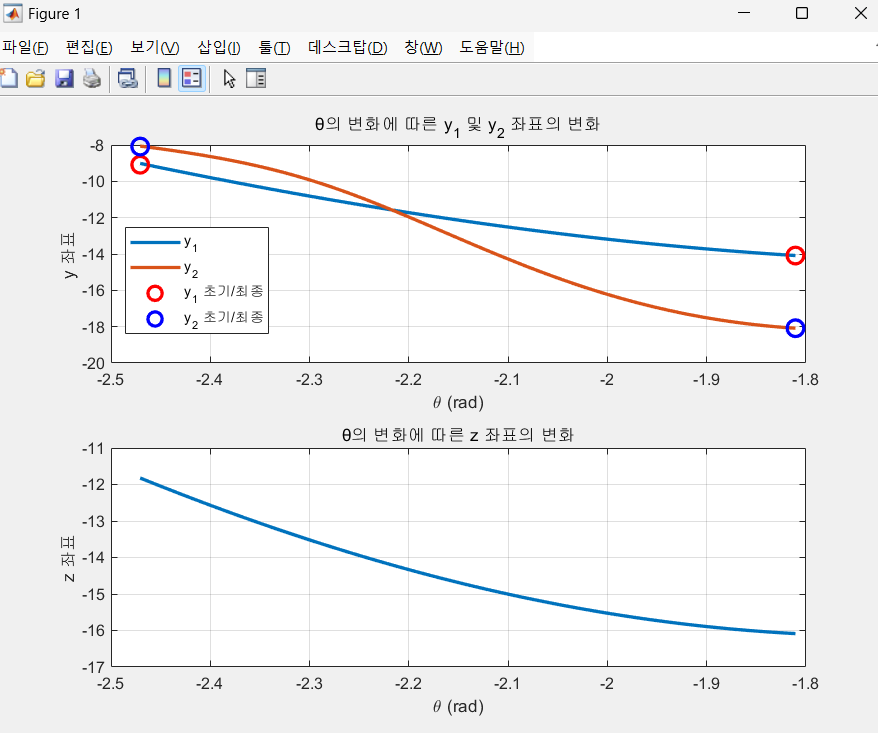 Figure 1
파일(F) 편집(E) 보기(V) 삽입(I) 툴(T) 데스크탑(D) 창(W) 도움말(H)
θ의 변화에 따른 y₁ 및 y₂ 좌표의 변화
-8
-10
-12
-14
-16
-18
-20
y 좌표
y₁
y₂
y₁ 초기/최종
y₂ 초기/최종
-2.5 -2.4 -2.3 -2.2 -2.1 -2 -1.9 -1.8
θ (rad)
θ의 변화에 따른 z 좌표의 변화
-11
-12
-13
-14
-15
-16
-17
z 좌표
-2.5 -2.4 -2.3 -2.2 -2.1 -2 -1.9 -1.8
θ (rad)